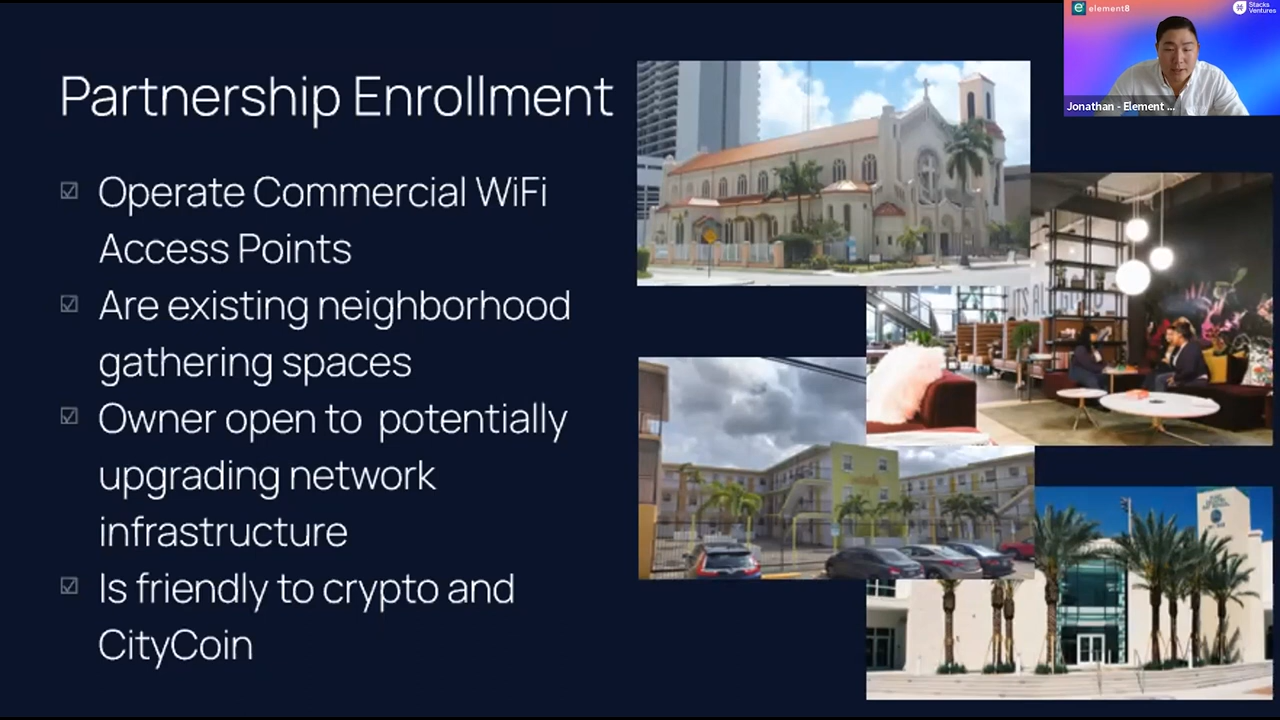 Partnership Enrollment
☑ Operate Commercial WiFi
Access Points
☑ Are existing neighborhood
gathering spaces
☑ Owner open to potentially
upgrading network
infrastructure
☑ Is friendly to crypto and
CityCoin
element8
Stacks
Ventures
Jonathan - Element ...